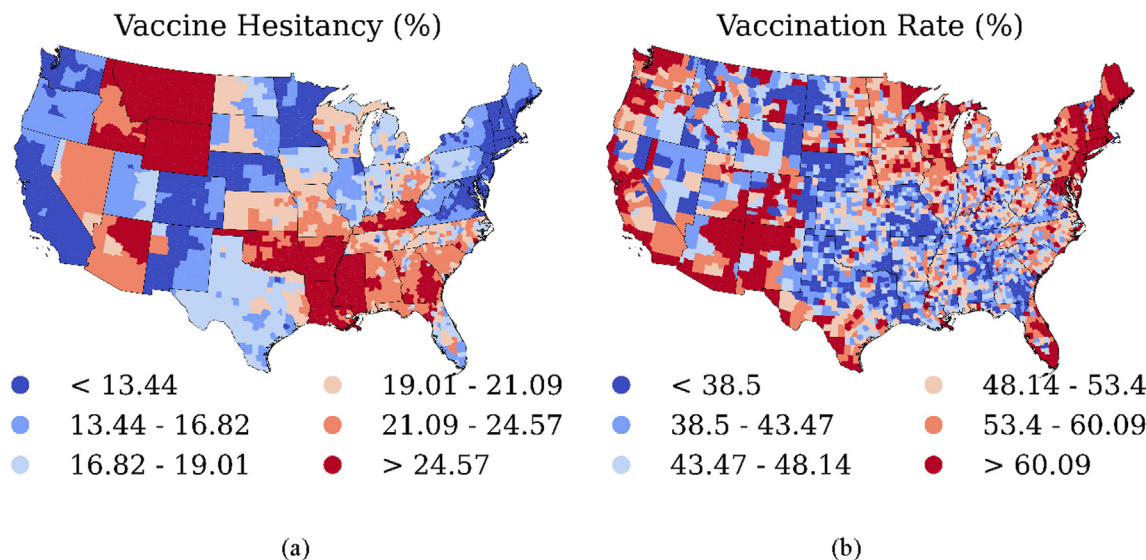 Vaccine Hesitancy (%)
Vaccination Rate (%)
< 13.44
13.44 - 16.82
16.82 - 19.01
19.01 - 21.09
21.09 - 24.57
> 24.57
< 38.5
38.5 - 43.47
43.47 - 48.14
48.14 - 53.4
53.4 - 60.09
> 60.09
(a)
(b)